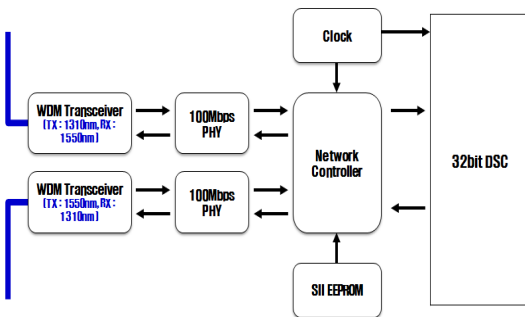 Clock
WDM Transceiver
(TX : 1310nm, RX :
1550nm)
100Mbps
PHY
Network
Controller
32bit DSC
WDM Transceiver
(TX : 1550nm, RX :
1310nm)
100Mbps
PHY
SII EEPROM